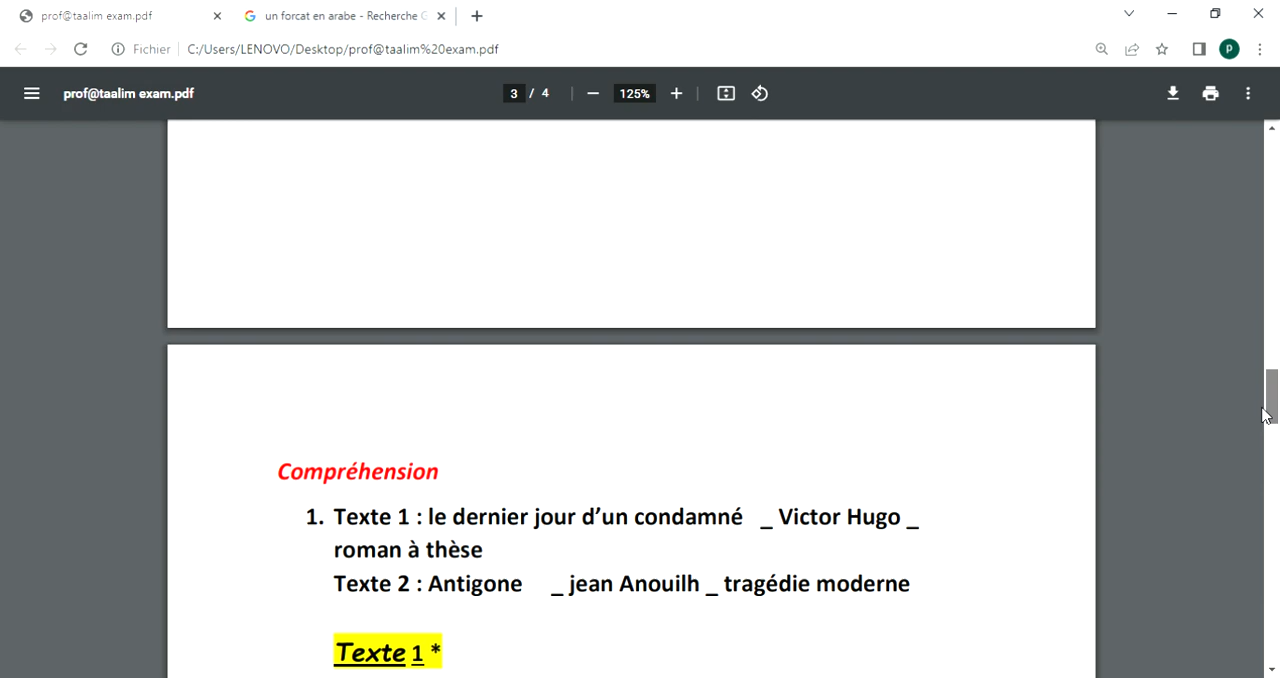 prof@taalim exam.pdf
un forcat en arabe - Recherche G
Fichier
C:/Users/LENOVO/Desktop/prof@taalim%20exam.pdf
P
prof@taalim exam.pdf
3 / 4
125%
Compréhension
1. Texte 1 : le dernier jour d’un condamné _ Victor Hugo _
roman à thèse
Texte 2 : Antigone _ jean Anouilh _ tragédie moderne
Texte 1 *